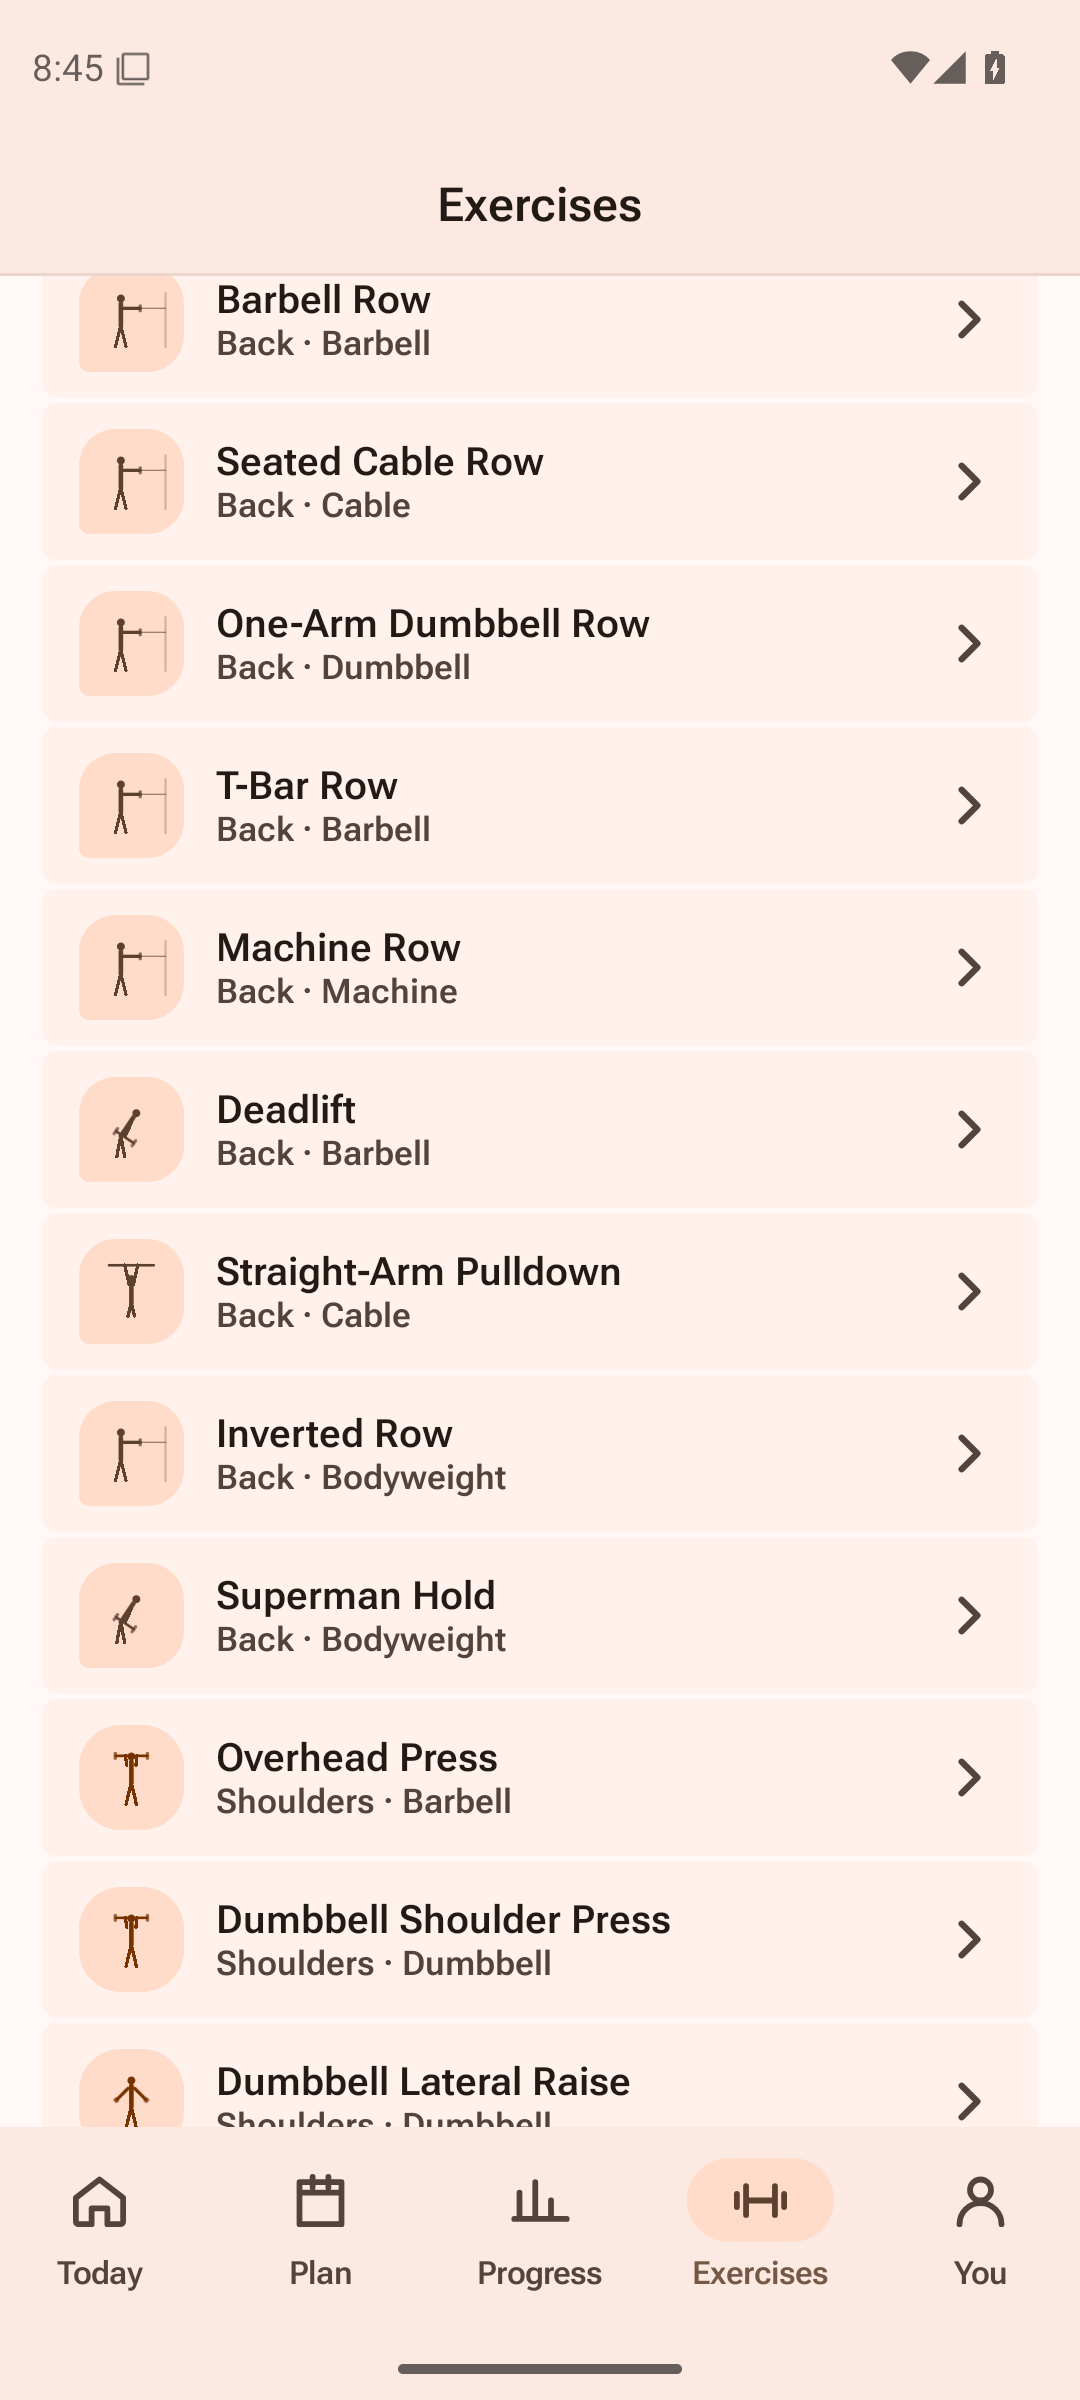 8:45
Exercises
Barbell Row
Back · Barbell
Seated Cable Row
Back · Cable
One-Arm Dumbbell Row
Back · Dumbbell
T-Bar Row
Back · Barbell
Machine Row
Back · Machine
Deadlift
Back · Barbell
Straight-Arm Pulldown
Back · Cable
Inverted Row
Back · Bodyweight
Superman Hold
Back · Bodyweight
Overhead Press
Shoulders · Barbell
Dumbbell Shoulder Press
Shoulders · Dumbbell
Dumbbell Lateral Raise
Shoulders · Dumbbell
Today
Plan
Progress
Exercises
You